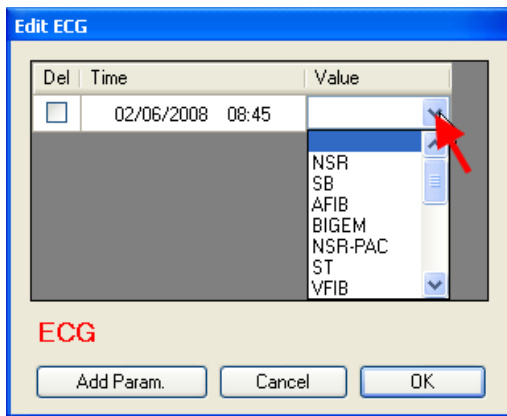 Edit ECG
Del Time Value
02/06/2008 08:45
NSR
SB
AFIB
BIGEM
NSR-PAC
ST
VFIB
ECG
Add Param. Cancel OK